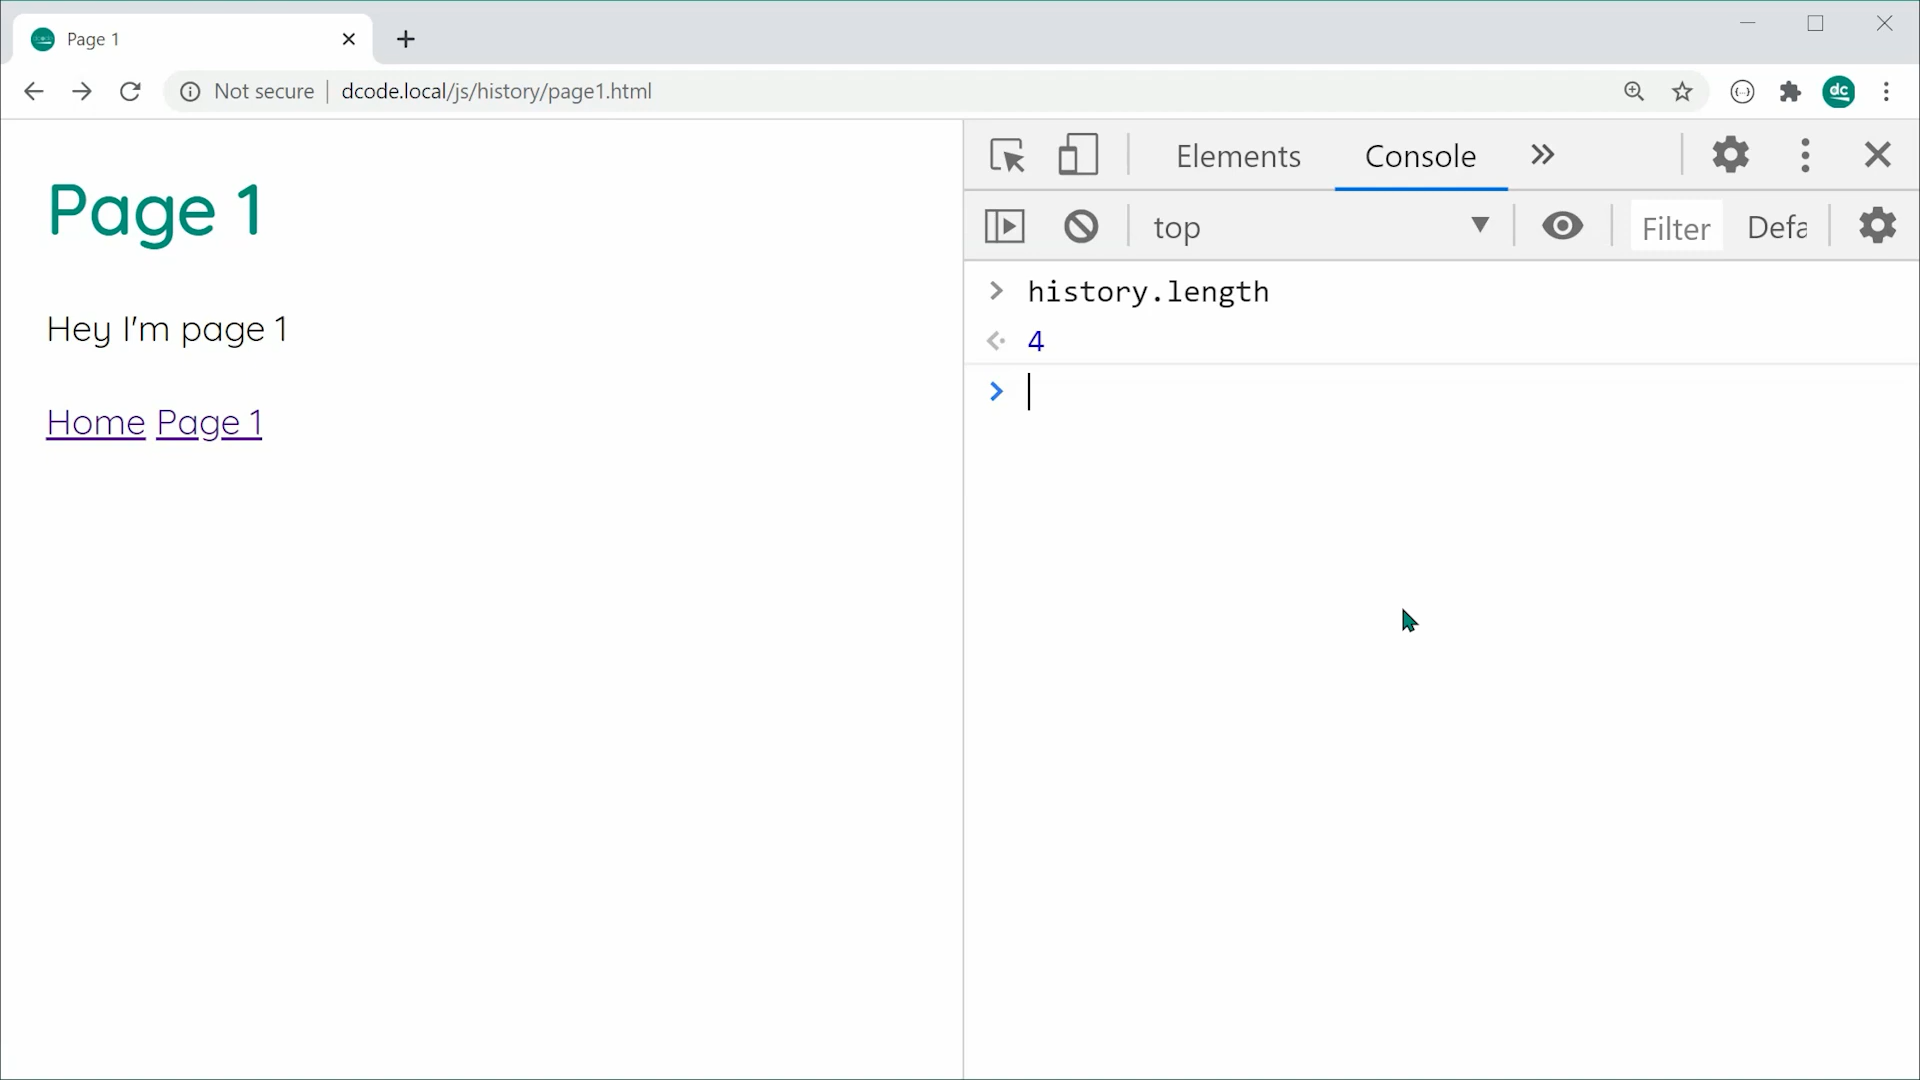 Page 1
Not secure dcode.local/js/history/page1.html
dc
Page 1
Hey I'm page 1
Home Page 1
Elements Console
top Filter Defa
history.length
4